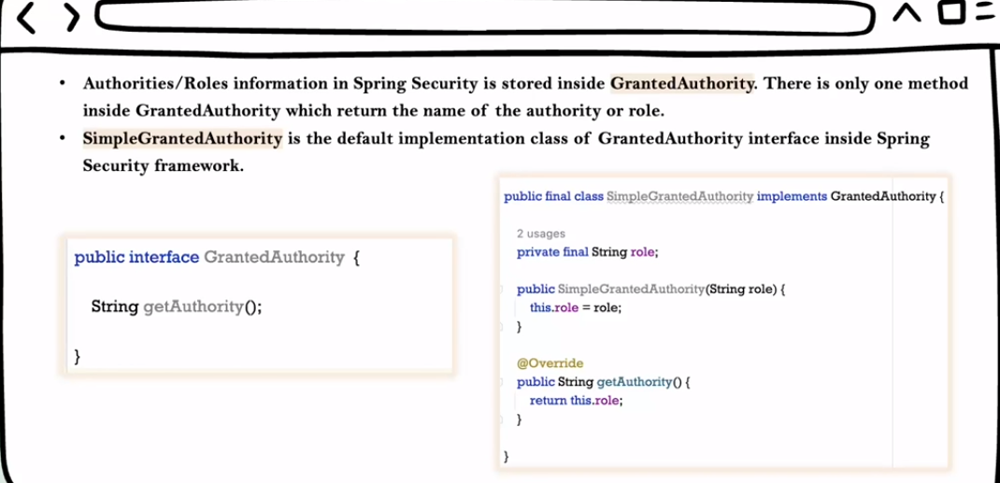 • Authorities/Roles information in Spring Security is stored inside GrantedAuthority. There is only one method
inside GrantedAuthority which return the name of the authority or role.
• SimpleGrantedAuthority is the default implementation class of GrantedAuthority interface inside Spring
Security framework.
public interface GrantedAuthority {
String getAuthority();
}
public final class SimpleGrantedAuthority implements GrantedAuthority {
2 usages
private final String role;
public SimpleGrantedAuthority(String role) {
this.role = role;
}
@Override
public String getAuthority() {
return this.role;
}
}